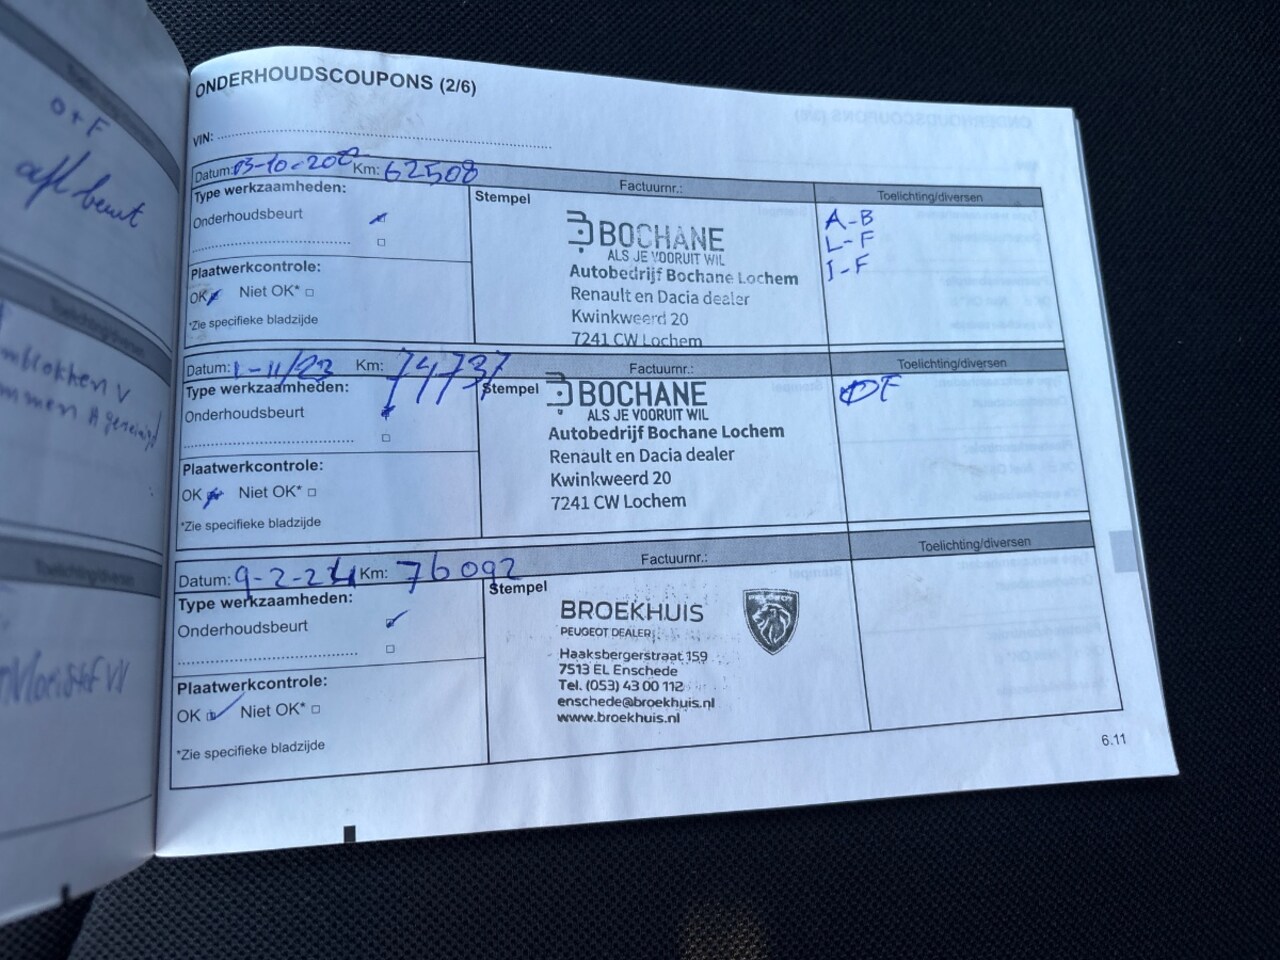 ONDERHOUDSCOUPONS (2/6)
VIN:
Datum: 03-10-20 Km: 62508 Factuurnr.: Toelichting/diversen
Type werkzaamheden: Stempel
Onderhoudsbeurt
Plaatwerkcontrole:
OK Niet OK*
*Zie specifieke bladzijde
BOCHANE
ALS JE VOORUIT WIL
Autobedrijf Bochane Lochem
Renault en Dacia dealer
Kwinkweerd 20
7241 CW Lochem
A-B
L-F
I-F
Datum: 1-11/23 Km: 74737 Factuurnr.: Toelichting/diversen
Type werkzaamheden: Stempel
Onderhoudsbeurt
Plaatwerkcontrole:
OK Niet OK*
*Zie specifieke bladzijde
BOCHANE
ALS JE VOORUIT WIL
Autobedrijf Bochane Lochem
Renault en Dacia dealer
Kwinkweerd 20
7241 CW Lochem
OF
Datum: 9-2-24 Km: 76092 Factuurnr.: Toelichting/diversen
Type werkzaamheden: Stempel
Onderhoudsbeurt
Plaatwerkcontrole:
OK Niet OK*
*Zie specifieke bladzijde
BROEKHUIS
PEUGEOT DEALER
Haaksbergerstraat 159
7513 EL Enschede
Tel. (053) 43 00 112
enschede@broekhuis.nl
www.broekhuis.nl
PEUGEOT
6.11
O+F